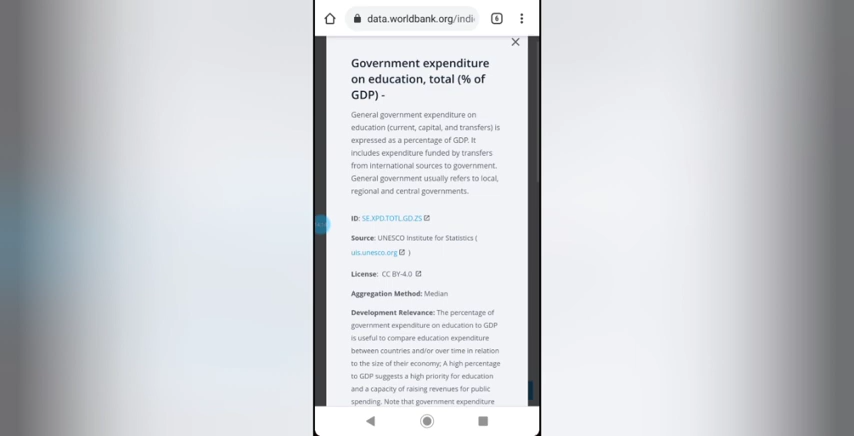 data.worldbank.org/indi
6
Government expenditure
on education, total (% of
GDP) -
General government expenditure on
education (current, capital, and transfers) is
expressed as a percentage of GDP. It
includes expenditure funded by transfers
from international sources to government.
General government usually refers to local,
regional and central governments.
ID: SE.XPD.TOTL.GD.ZS
Source: UNESCO Institute for Statistics (
uis.unesco.org )
License: CC BY-4.0
Aggregation Method: Median
Development Relevance: The percentage of
government expenditure on education to GDP
is useful to compare education expenditure
between countries and/or over time in relation
to the size of their economy; A high percentage
to GDP suggests a high priority for education
and a capacity of raising revenues for public
spending. Note that government expenditure